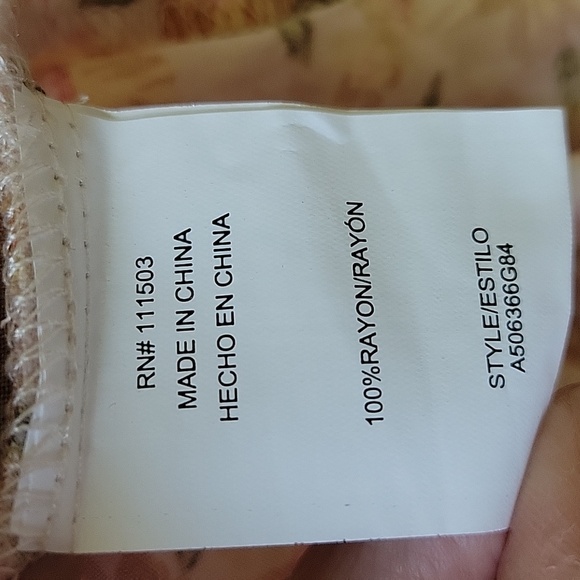 RN# 111503
MADE IN CHINA
HECHO EN CHINA
100%RAYON/RAYÓN
STYLE/ESTILO
A506366G84